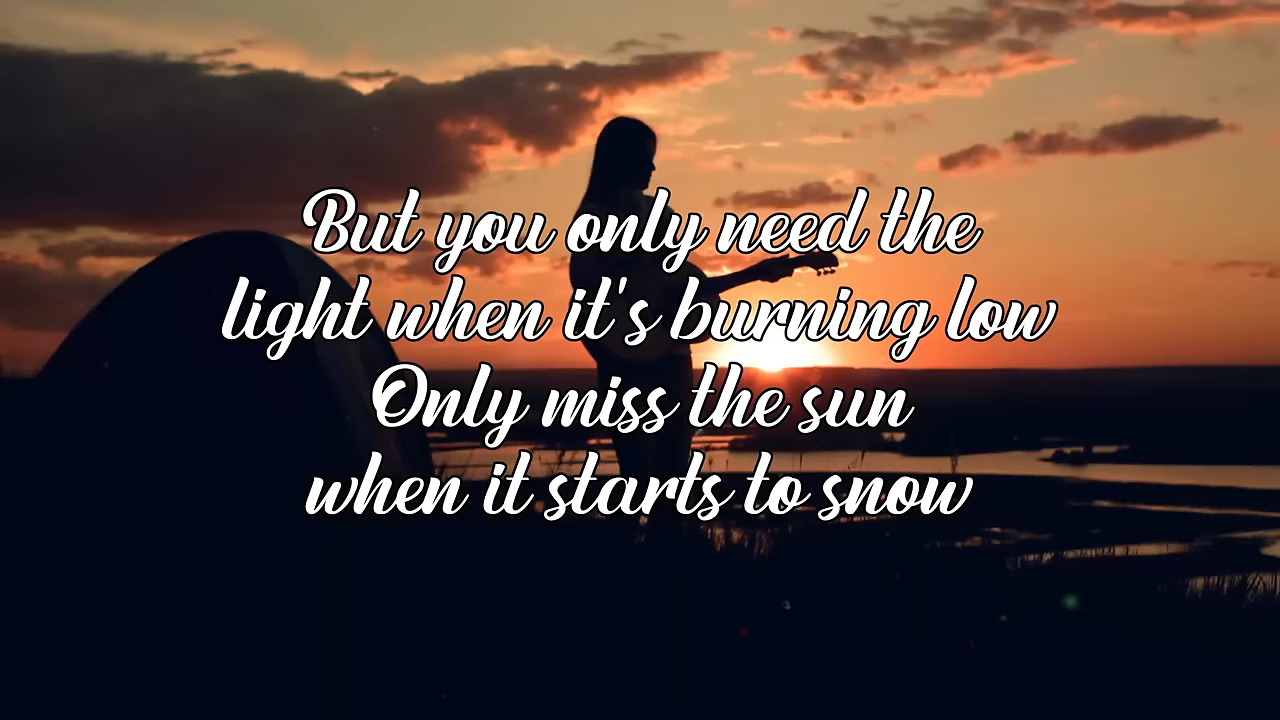 But you only need the
light when it's burning low
Only miss the sun
when it starts to snow